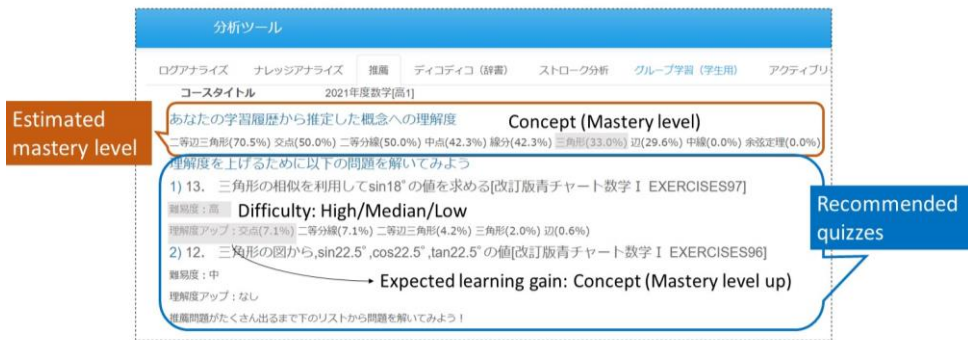 分析ツール
ログアナライズ ナレッジアナライズ 推薦 ディコディコ（辞書） ストローク分析 グループ学習（学生用） アクティブリ
コースタイトル 2021年度数学[高1]
Estimated mastery level
あなたの学習履歴から推定した概念への理解度 Concept (Mastery level)
二等辺三角形(70.5%) 交点(50.0%) 二等分線(50.0%) 中点(42.3%) 線分(42.3%) 三角形(33.0%) 辺(29.6%) 中線(0.0%) 余弦定理(0.0%)
理解度を上げるために以下の問題を解いてみよう
1) 13. 三角形の相似を利用してsin18°の値を求める[改訂版青チャート数学Ⅰ EXERCISES97]
難易度：高 Difficulty: High/Median/Low
理解度アップ：交点(7.1%) 二等分線(7.1%) 二等辺三角形(4.2%) 三角形(2.0%) 辺(0.6%)
Recommended quizzes
2) 12. 三角形の図から,sin22.5°,cos22.5°,tan22.5°の値[改訂版青チャート数学Ⅰ EXERCISES96]
難易度：中
Expected learning gain: Concept (Mastery level up)
理解度アップ：なし
推薦問題がたくさん出るまで下のリストから問題を解いてみよう！